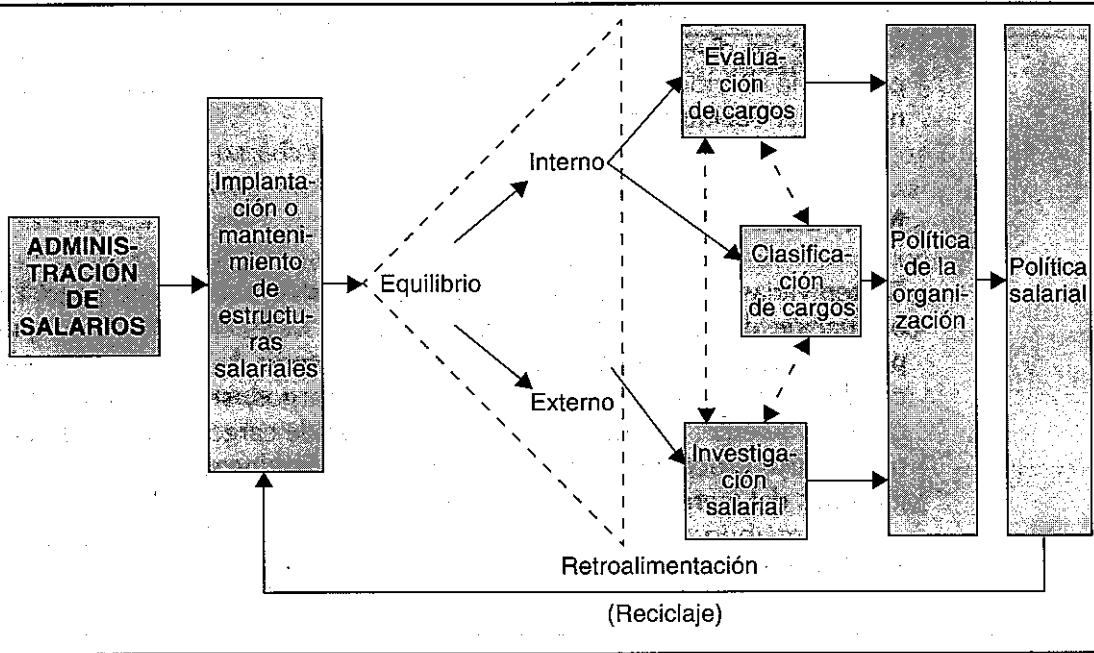 ADMINIS-
TRACIÓN
DE
SALARIOS
Implanta-
ción o
manteni-
miento
de
estructu-
ras
salariales
Equilibrio
Interno
Externo
Evalua-
ción
de cargos
Clasifica-
ción
de cargos
Investiga-
ción
salarial
Política
de la
organi-
zación
Política
salarial
Retroalimentación
(Reciclaje)